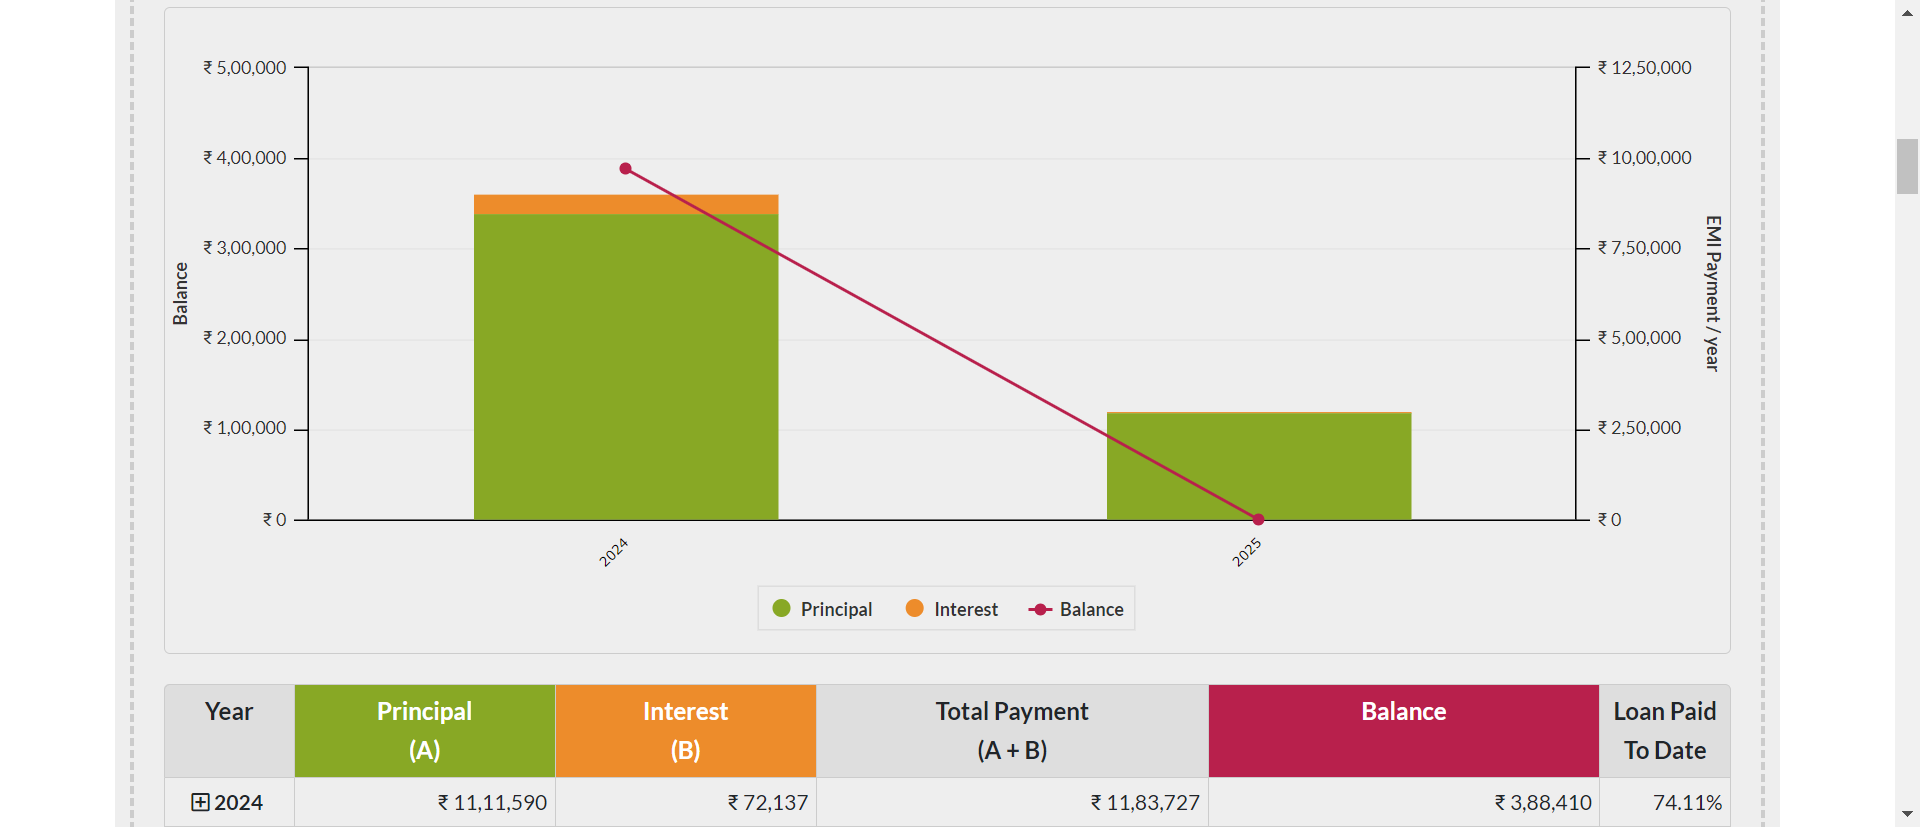 ₹ 5,00,000
₹ 4,00,000
₹ 3,00,000
₹ 2,00,000
₹ 1,00,000
₹ 0
Balance
₹ 12,50,000
₹ 10,00,000
₹ 7,50,000
₹ 5,00,000
₹ 2,50,000
₹ 0
EMI Payment / year
2024
2025
Principal
Interest
Balance
Year
Principal
(A)
Interest
(B)
Total Payment
(A + B)
Balance
Loan Paid
To Date
2024 ₹ 11,11,590 ₹ 72,137 ₹ 11,83,727 ₹ 3,88,410 74.11%